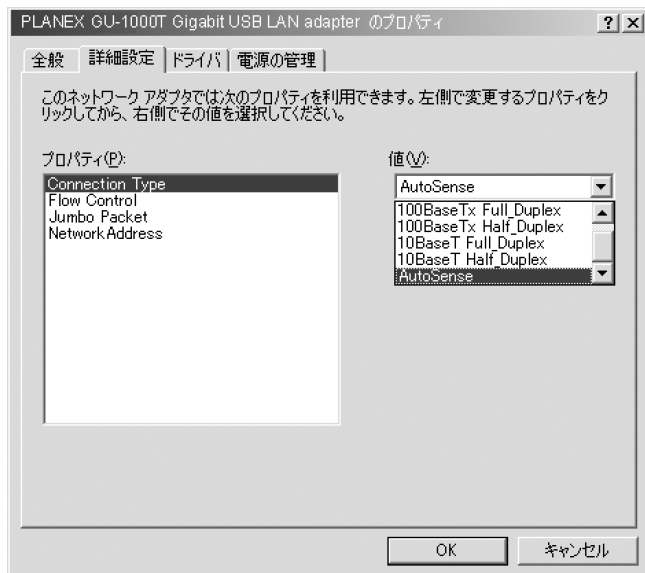 PLANEX GU-1000T Gigabit USB LAN adapter のプロパティ
全般 詳細設定 ドライバ 電源の管理
このネットワーク アダプタでは次のプロパティを利用できます。左側で変更するプロパティをク
リックしてから、右側でその値を選択してください。
プロパティ(P):
Connection Type
Flow Control
Jumbo Packet
NetworkAddress
値(V):
AutoSense
100BaseTx Full_Duplex
100BaseTx Half_Duplex
10BaseT Full_Duplex
10BaseT Half_Duplex
AutoSense
OK キャンセル